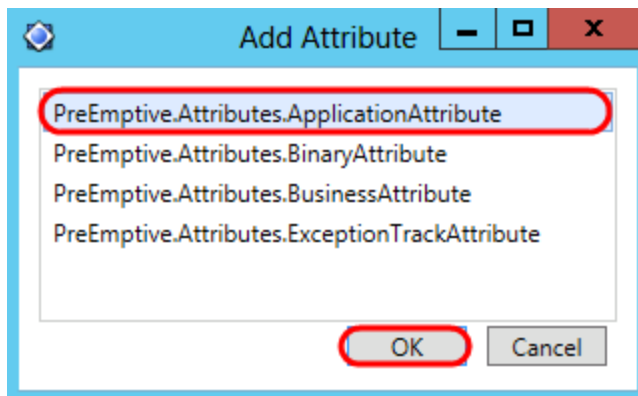 Add Attribute
PreEmptive.Attributes.ApplicationAttribute
PreEmptive.Attributes.BinaryAttribute
PreEmptive.Attributes.BusinessAttribute
PreEmptive.Attributes.ExceptionTrackAttribute
OK Cancel